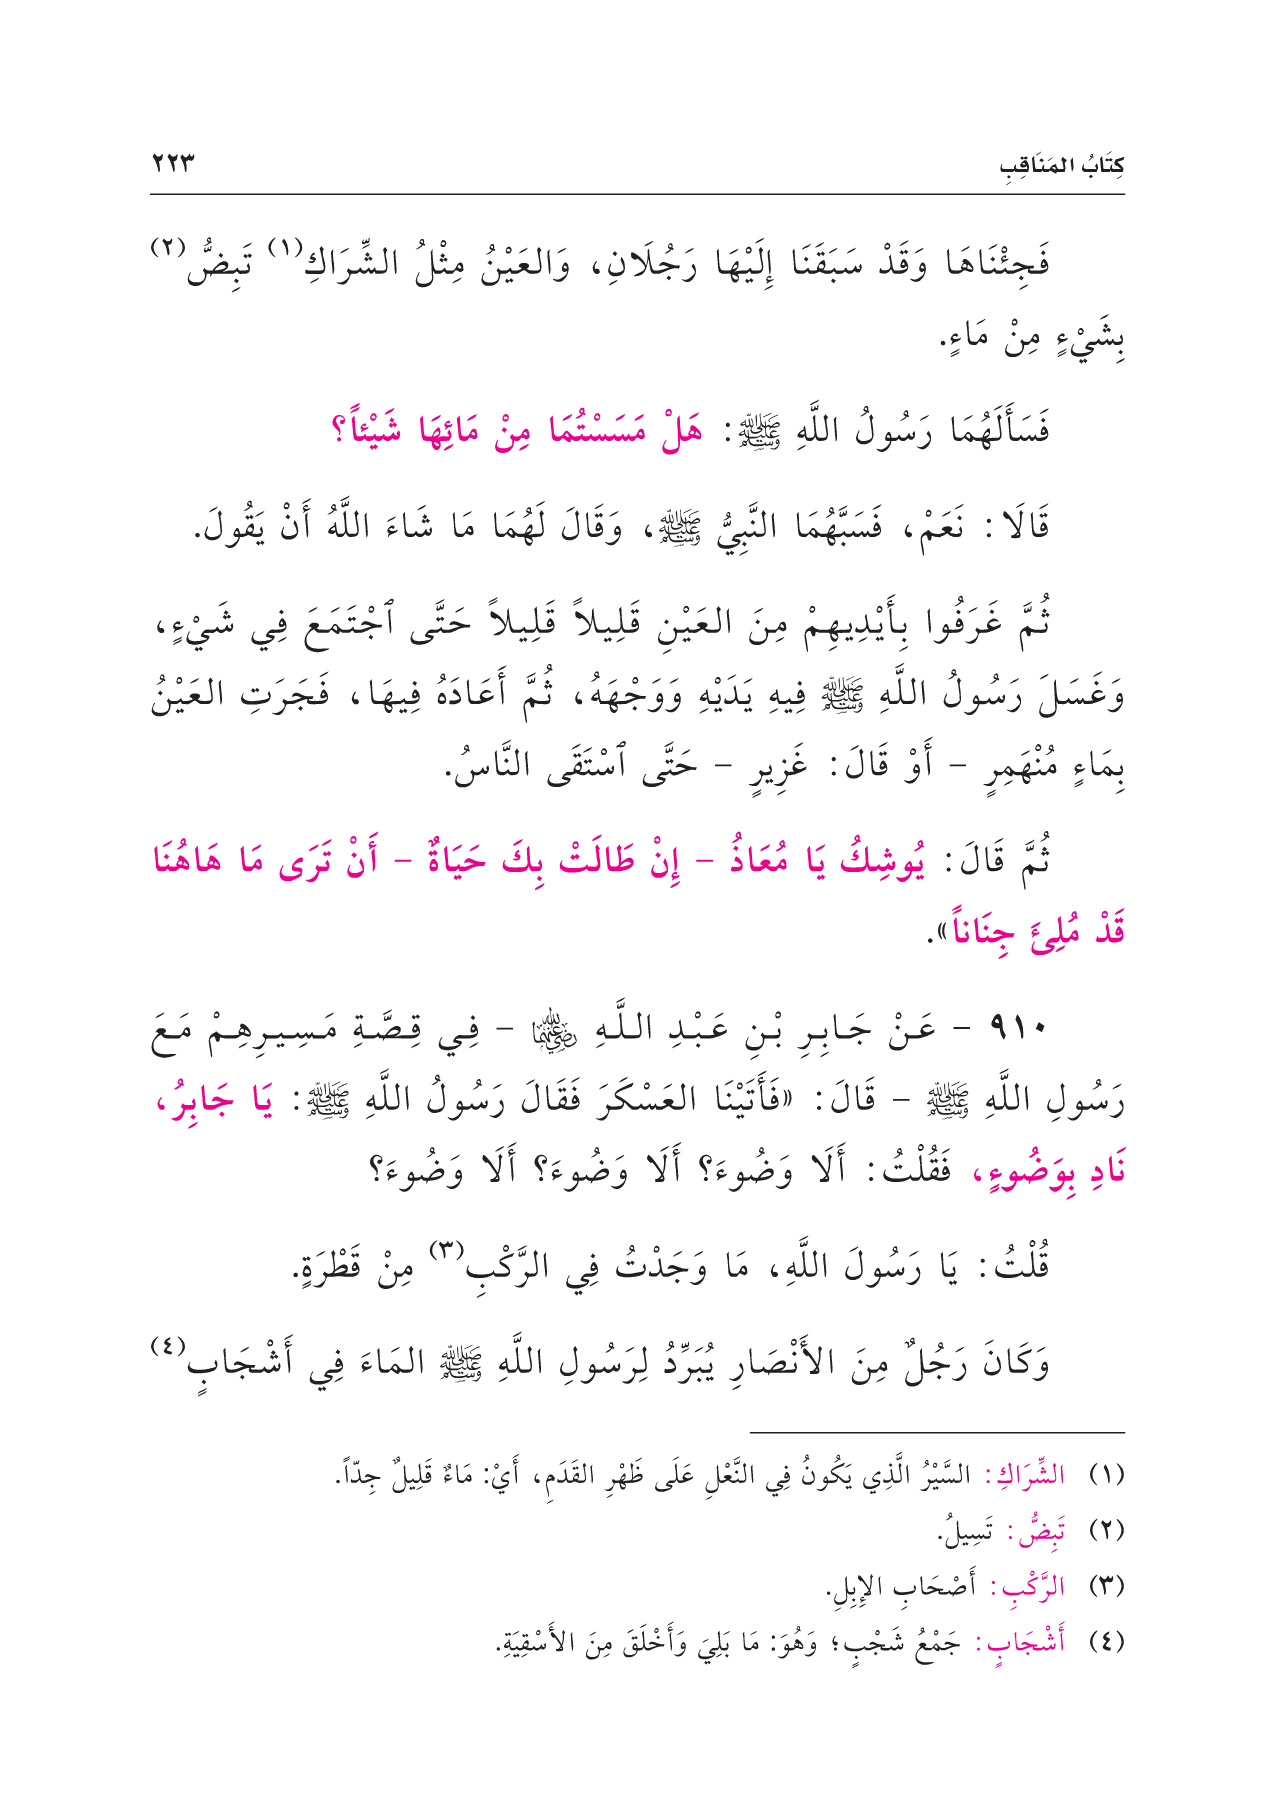 كِتَابُ المَنَاقِبِ ٢٢٣
فَجِئْنَاهَا وَقَدْ سَبَقَنَا إِلَيْهَا رَجُلَانِ، وَالعَيْنُ مِثْلُ الشِّرَاكِ(١) تَبِضُّ(٢)
بِشَيْءٍ مِنْ مَاءٍ.
فَسَأَلَهُمَا رَسُولُ اللَّهِ ﷺ: هَلْ مَسَسْتُمَا مِنْ مَائِهَا شَيْئاً؟
قَالَا: نَعَمْ، فَسَبَّهُمَا النَّبِيُّ ﷺ، وَقَالَ لَهُمَا مَا شَاءَ اللَّهُ أَنْ يَقُولَ.
ثُمَّ غَرَفُوا بِأَيْدِيهِمْ مِنَ العَيْنِ قَلِيلاً قَلِيلاً حَتَّى ٱجْتَمَعَ فِي شَيْءٍ،
وَغَسَلَ رَسُولُ اللَّهِ ﷺ فِيهِ يَدَيْهِ وَوَجْهَهُ، ثُمَّ أَعَادَهُ فِيهَا، فَجَرَتِ العَيْنُ
بِمَاءٍ مُنْهَمِرٍ - أَوْ قَالَ: غَزِيرٍ - حَتَّى ٱسْتَقَى النَّاسُ.
ثُمَّ قَالَ: يُوشِكُ يَا مُعَاذُ - إِنْ طَالَتْ بِكَ حَيَاةٌ - أَنْ تَرَى مَا هَاهُنَا
قَدْ مُلِئَ جِنَاناً».
٩١٠ - عَنْ جَابِرِ بْنِ عَبْدِ اللَّهِ رضي الله عنهما - فِي قِصَّةِ مَسِيرِهِمْ مَعَ
رَسُولِ اللَّهِ ﷺ - قَالَ: «فَأَتَيْنَا العَسْكَرَ فَقَالَ رَسُولُ اللَّهِ ﷺ: يَا جَابِرُ،
نَادِ بِوَضُوءٍ، فَقُلْتُ: أَلَا وَضُوءَ؟ أَلَا وَضُوءَ؟ أَلَا وَضُوءَ؟
قُلْتُ: يَا رَسُولَ اللَّهِ، مَا وَجَدْتُ فِي الرَّكْبِ(٣) مِنْ قَطْرَةٍ.
وَكَانَ رَجُلٌ مِنَ الأَنْصَارِ يُبَرِّدُ لِرَسُولِ اللَّهِ ﷺ المَاءَ فِي أَشْجَابٍ(٤)
(١) الشِّرَاكِ: السَّيْرُ الَّذِي يَكُونُ فِي النَّعْلِ عَلَى ظَهْرِ القَدَمِ، أَيْ: مَاءٌ قَلِيلٌ جِدّاً.
(٢) تَبِضُّ: تَسِيلُ.
(٣) الرَّكْبِ: أَصْحَابِ الإِبِلِ.
(٤) أَشْجَابٍ: جَمْعُ شَجْبٍ؛ وَهُوَ: مَا بَلِيَ وَأَخْلَقَ مِنَ الأَسْقِيَةِ.